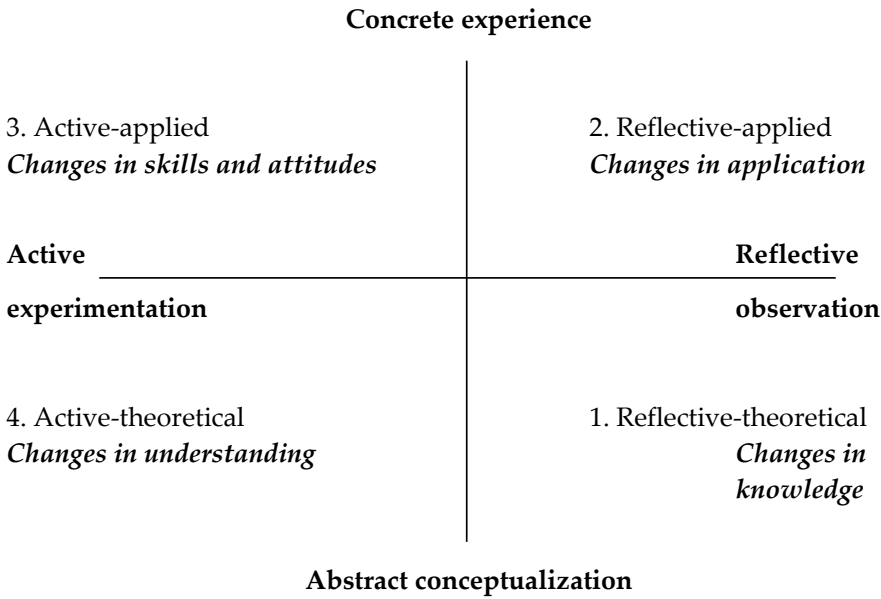 Concrete experience
3. Active-applied
Changes in skills and attitudes
2. Reflective-applied
Changes in application
Active
experimentation
Reflective
observation
4. Active-theoretical
Changes in understanding
1. Reflective-theoretical
Changes in
knowledge
Abstract conceptualization